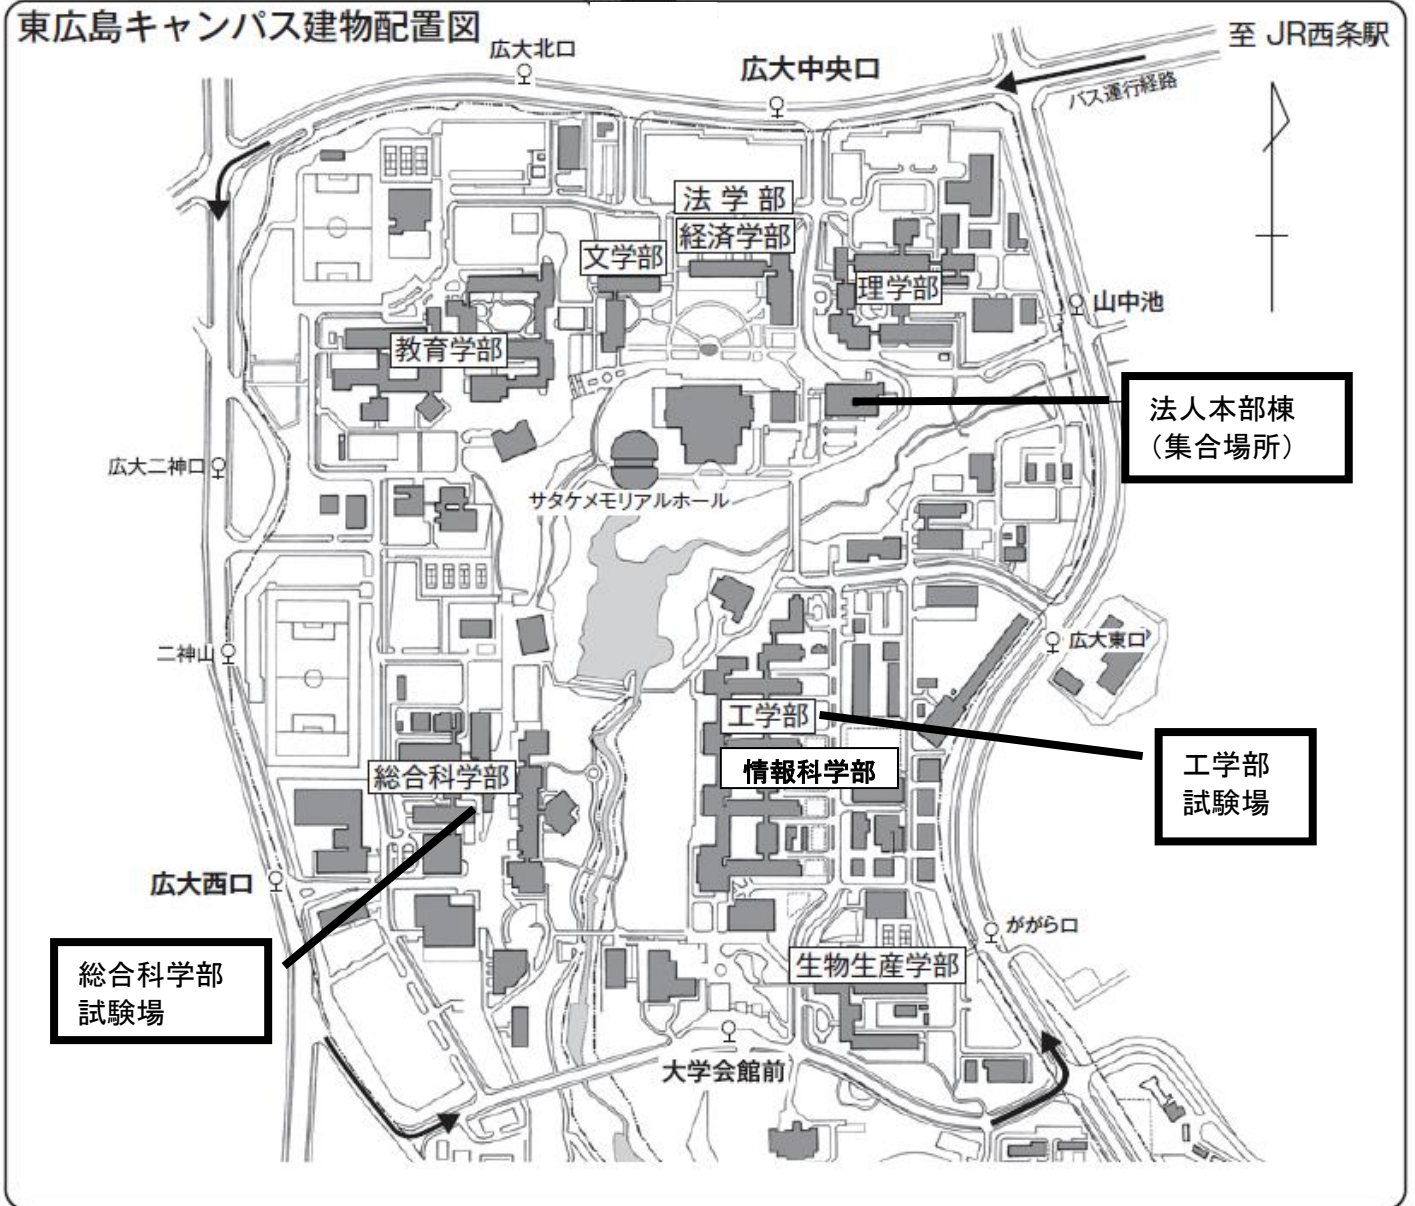 東広島キャンパス建物配置図
至 JR西条駅
広大北口
広大中央口
バス運行経路
法 学 部
経済学部
文学部
理学部
山中池
教育学部
法人本部棟
（集合場所）
広大二神口
サタケメモリアルホール
二神山
広大東口
工学部
情報科学部
工学部
試験場
総合科学部
広大西口
ががら口
総合科学部
試験場
生物生産学部
大学会館前